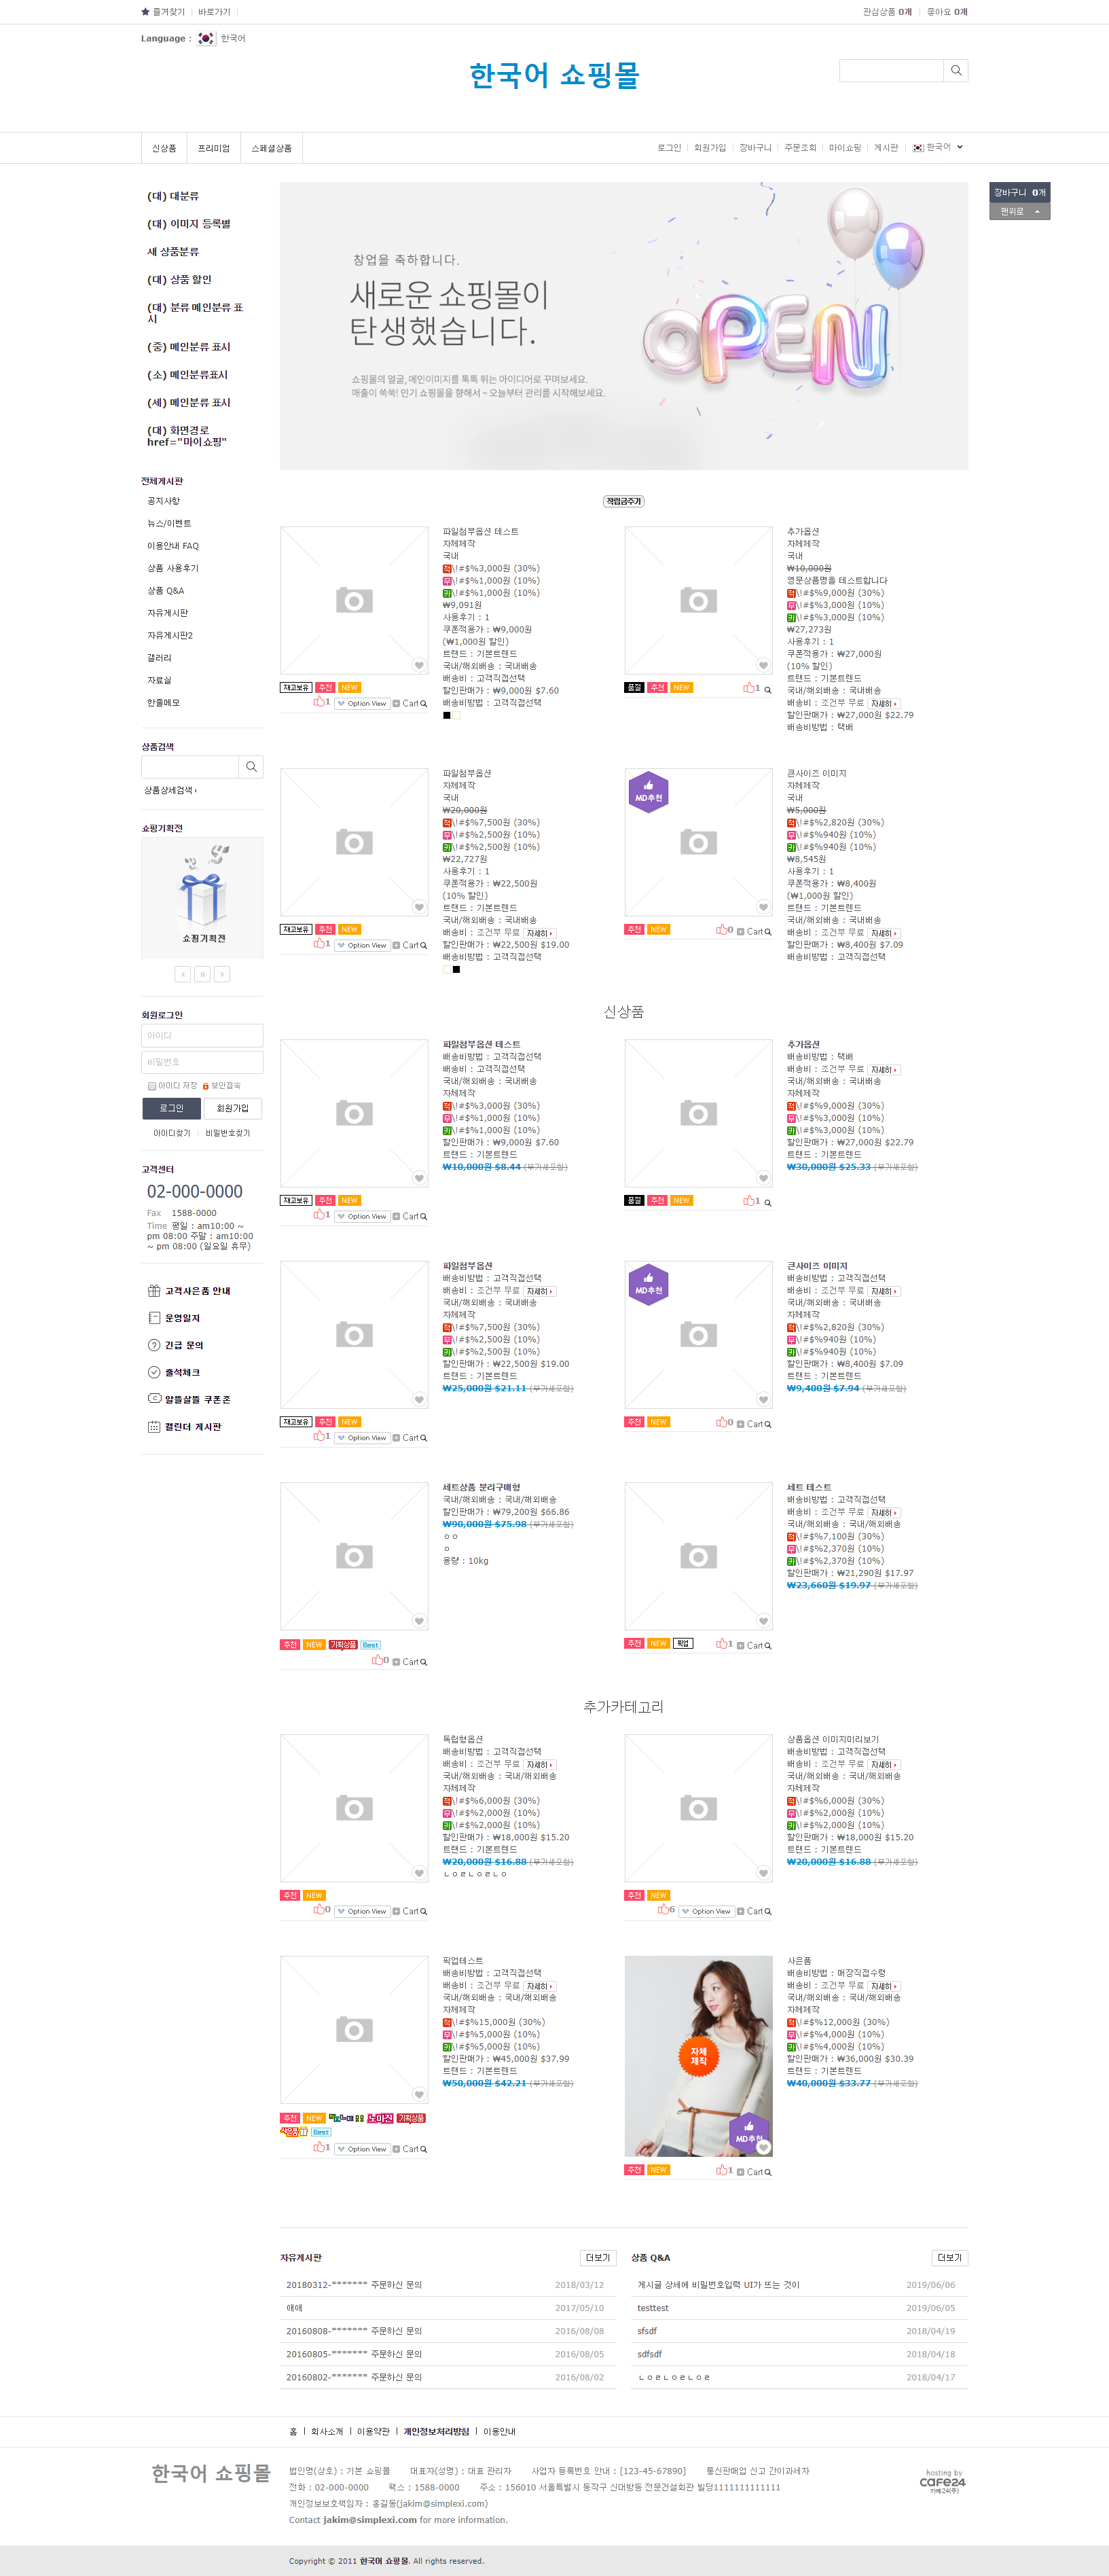 즐겨찾기 바로가기 관심상품 0개 좋아요 0개
Language : 한국어
한국어 쇼핑몰
신상품 프리미엄 스페셜상품 로그인 회원가입 장바구니 주문조회 마이쇼핑 게시판 한국어
장바구니 0개
맨위로
(대) 대분류
(대) 이미지 등록별
새 상품분류
(대) 상품 할인
(대) 분류 메인분류 표
시
(중) 메인분류 표시
(소) 메인분류표시
(세) 메인분류 표시
(대) 화면경로
href="마이쇼핑"
전체게시판
공지사항
뉴스/이벤트
이용안내 FAQ
상품 사용후기
상품 Q&A
자유게시판
자유게시판2
갤러리
자료실
한줄메모
상품검색
상품상세검색 ›
쇼핑기획전
쇼핑기획전
회원로그인
아이디
비밀번호
아이디 저장 보안접속
로그인 회원가입
아이디찾기 비밀번호찾기
고객센터
02-000-0000
Fax 1588-0000
Time 평일 : am10:00 ~
pm 08:00 주말 : am10:00
~ pm 08:00 (일요일 휴무)
고객사은품 안내
운영일지
긴급 문의
출석체크
알뜰살뜰 쿠폰존
캘린더 게시판
창업을 축하합니다.
새로운 쇼핑몰이
탄생했습니다.
쇼핑몰의 얼굴, 메인이미지를 톡톡 튀는 아이디어로 꾸며보세요.
매출이 쑥쑥! 인기 쇼핑몰을 향해서 ~ 오늘부터 관리를 시작해보세요.
OPEN
적립금주기
파일첨부옵션 테스트
자체제작
국내
적\!#$%3,000원 (30%)
무\!#$%1,000원 (10%)
카\!#$%1,000원 (10%)
₩9,091원
사용후기 : 1
쿠폰적용가 : ₩9,000원
(₩1,000원 할인)
트랜드 : 기본트랜드
국내/해외배송 : 국내배송
배송비 : 고객직접선택
할인판매가 : ₩9,000원 $7.60
배송비방법 : 고객직접선택
재고보유 추천 NEW
1 Option View Cart
추가옵션
자체제작
국내
₩10,000원
영문상품명을 테스트합니다
적\!#$%9,000원 (30%)
무\!#$%3,000원 (10%)
카\!#$%3,000원 (10%)
₩27,273원
사용후기 : 1
쿠폰적용가 : ₩27,000원
(10% 할인)
트랜드 : 기본트랜드
국내/해외배송 : 국내배송
배송비 : 조건부 무료 자세히
할인판매가 : ₩27,000원 $22.79
배송비방법 : 택배
품절 추천 NEW 1
파일첨부옵션
자체제작
국내
₩20,000원
적\!#$%7,500원 (30%)
무\!#$%2,500원 (10%)
카\!#$%2,500원 (10%)
₩22,727원
사용후기 : 1
쿠폰적용가 : ₩22,500원
(10% 할인)
트랜드 : 기본트랜드
국내/해외배송 : 국내배송
배송비 : 조건부 무료 자세히
할인판매가 : ₩22,500원 $19.00
배송비방법 : 고객직접선택
재고보유 추천 NEW
1 Option View Cart
MD추천
큰사이즈 이미지
자체제작
국내
₩5,000원
적\!#$%2,820원 (30%)
무\!#$%940원 (10%)
카\!#$%940원 (10%)
₩8,545원
사용후기 : 1
쿠폰적용가 : ₩8,400원
(₩1,000원 할인)
트랜드 : 기본트랜드
국내/해외배송 : 국내배송
배송비 : 조건부 무료 자세히
할인판매가 : ₩8,400원 $7.09
배송비방법 : 고객직접선택
추천 NEW 0 Cart
신상품
파일첨부옵션 테스트
배송비방법 : 고객직접선택
배송비 : 고객직접선택
국내/해외배송 : 국내배송
자체제작
적\!#$%3,000원 (30%)
무\!#$%1,000원 (10%)
카\!#$%1,000원 (10%)
할인판매가 : ₩9,000원 $7.60
트랜드 : 기본트랜드
₩10,000원 $8.44 (부가세포함)
재고보유 추천 NEW
1 Option View Cart
추가옵션
배송비방법 : 택배
배송비 : 조건부 무료 자세히
국내/해외배송 : 국내배송
자체제작
적\!#$%9,000원 (30%)
무\!#$%3,000원 (10%)
카\!#$%3,000원 (10%)
할인판매가 : ₩27,000원 $22.79
트랜드 : 기본트랜드
₩30,000원 $25.33 (부가세포함)
품절 추천 NEW 1
파일첨부옵션
배송비방법 : 고객직접선택
배송비 : 조건부 무료 자세히
국내/해외배송 : 국내배송
자체제작
적\!#$%7,500원 (30%)
무\!#$%2,500원 (10%)
카\!#$%2,500원 (10%)
할인판매가 : ₩22,500원 $19.00
트랜드 : 기본트랜드
₩25,000원 $21.11 (부가세포함)
재고보유 추천 NEW
1 Option View Cart
MD추천
큰사이즈 이미지
배송비방법 : 고객직접선택
배송비 : 조건부 무료 자세히
국내/해외배송 : 국내배송
자체제작
적\!#$%2,820원 (30%)
무\!#$%940원 (10%)
카\!#$%940원 (10%)
할인판매가 : ₩8,400원 $7.09
트랜드 : 기본트랜드
₩9,400원 $7.94 (부가세포함)
추천 NEW 0 Cart
세트상품 분리구매형
국내/해외배송 : 국내/해외배송
할인판매가 : ₩79,200원 $66.86
₩90,000원 $75.98 (부가세포함)
ㅇㅇ
ㅇ
용량 : 10kg
추천 NEW 기획상품 Best
0 Cart
세트 테스트
배송비방법 : 고객직접선택
배송비 : 조건부 무료 자세히
국내/해외배송 : 국내/해외배송
적\!#$%7,100원 (30%)
무\!#$%2,370원 (10%)
카\!#$%2,370원 (10%)
할인판매가 : ₩21,290원 $17.97
₩23,660원 $19.97 (부가세포함)
추천 NEW 픽업 1 Cart
추가카테고리
독립형옵션
배송비방법 : 고객직접선택
배송비 : 조건부 무료 자세히
국내/해외배송 : 국내/해외배송
자체제작
적\!#$%6,000원 (30%)
무\!#$%2,000원 (10%)
카\!#$%2,000원 (10%)
할인판매가 : ₩18,000원 $15.20
트랜드 : 기본트랜드
₩20,000원 $16.88 (부가세포함)
ㄴㅇㄹㄴㅇㄹㄴㅇ
추천 NEW
0 Option View Cart
상품옵션 이미지미리보기
배송비방법 : 고객직접선택
배송비 : 조건부 무료 자세히
국내/해외배송 : 국내/해외배송
자체제작
적\!#$%6,000원 (30%)
무\!#$%2,000원 (10%)
카\!#$%2,000원 (10%)
할인판매가 : ₩18,000원 $15.20
트랜드 : 기본트랜드
₩20,000원 $16.88 (부가세포함)
추천 NEW
6 Option View Cart
픽업테스트
배송비방법 : 고객직접선택
배송비 : 조건부 무료 자세히
국내/해외배송 : 국내/해외배송
자체제작
적\!#$%15,000원 (30%)
무\!#$%5,000원 (10%)
카\!#$%5,000원 (10%)
할인판매가 : ₩45,000원 $37.99
트랜드 : 기본트랜드
₩50,000원 $42.21 (부가세포함)
추천 NEW 노마진 기획상품
사은품 Best
1 Option View Cart
자체
제작
MD추천
사은품
배송비방법 : 매장직접수령
배송비 : 조건부 무료 자세히
국내/해외배송 : 국내/해외배송
자체제작
적\!#$%12,000원 (30%)
무\!#$%4,000원 (10%)
카\!#$%4,000원 (10%)
할인판매가 : ₩36,000원 $30.39
트랜드 : 기본트랜드
₩40,000원 $33.77 (부가세포함)
추천 NEW 1 Cart
자유게시판 더보기
20180312-******* 주문하신 문의 2018/03/12
애애 2017/05/10
20160808-******* 주문하신 문의 2016/08/08
20160805-******* 주문하신 문의 2016/08/05
20160802-******* 주문하신 문의 2016/08/02
상품 Q&A 더보기
게시글 상세에 비밀번호입력 UI가 뜨는 것이 2019/06/06
testtest 2019/06/05
sfsdf 2018/04/19
sdfsdf 2018/04/18
ㄴㅇㄹㄴㅇㄹㄴㅇㄹ 2018/04/17
홈 회사소개 이용약관 개인정보처리방침 이용안내
한국어 쇼핑몰
법인명(상호) : 기본 쇼핑몰 대표자(성명) : 대표 관리자 사업자 등록번호 안내 : [123-45-67890] 통신판매업 신고 간이과세자
전화 : 02-000-0000 팩스 : 1588-0000 주소 : 156010 서울특별시 동작구 신대방동 전문건설회관 빌딩1111111111111
개인정보보호책임자 : 홍길동(jakim@simplexi.com)
Contact jakim@simplexi.com for more information.
hosting by
CAFE24
카페24(주)
Copyright © 2011 한국어 쇼핑몰. All rights reserved.